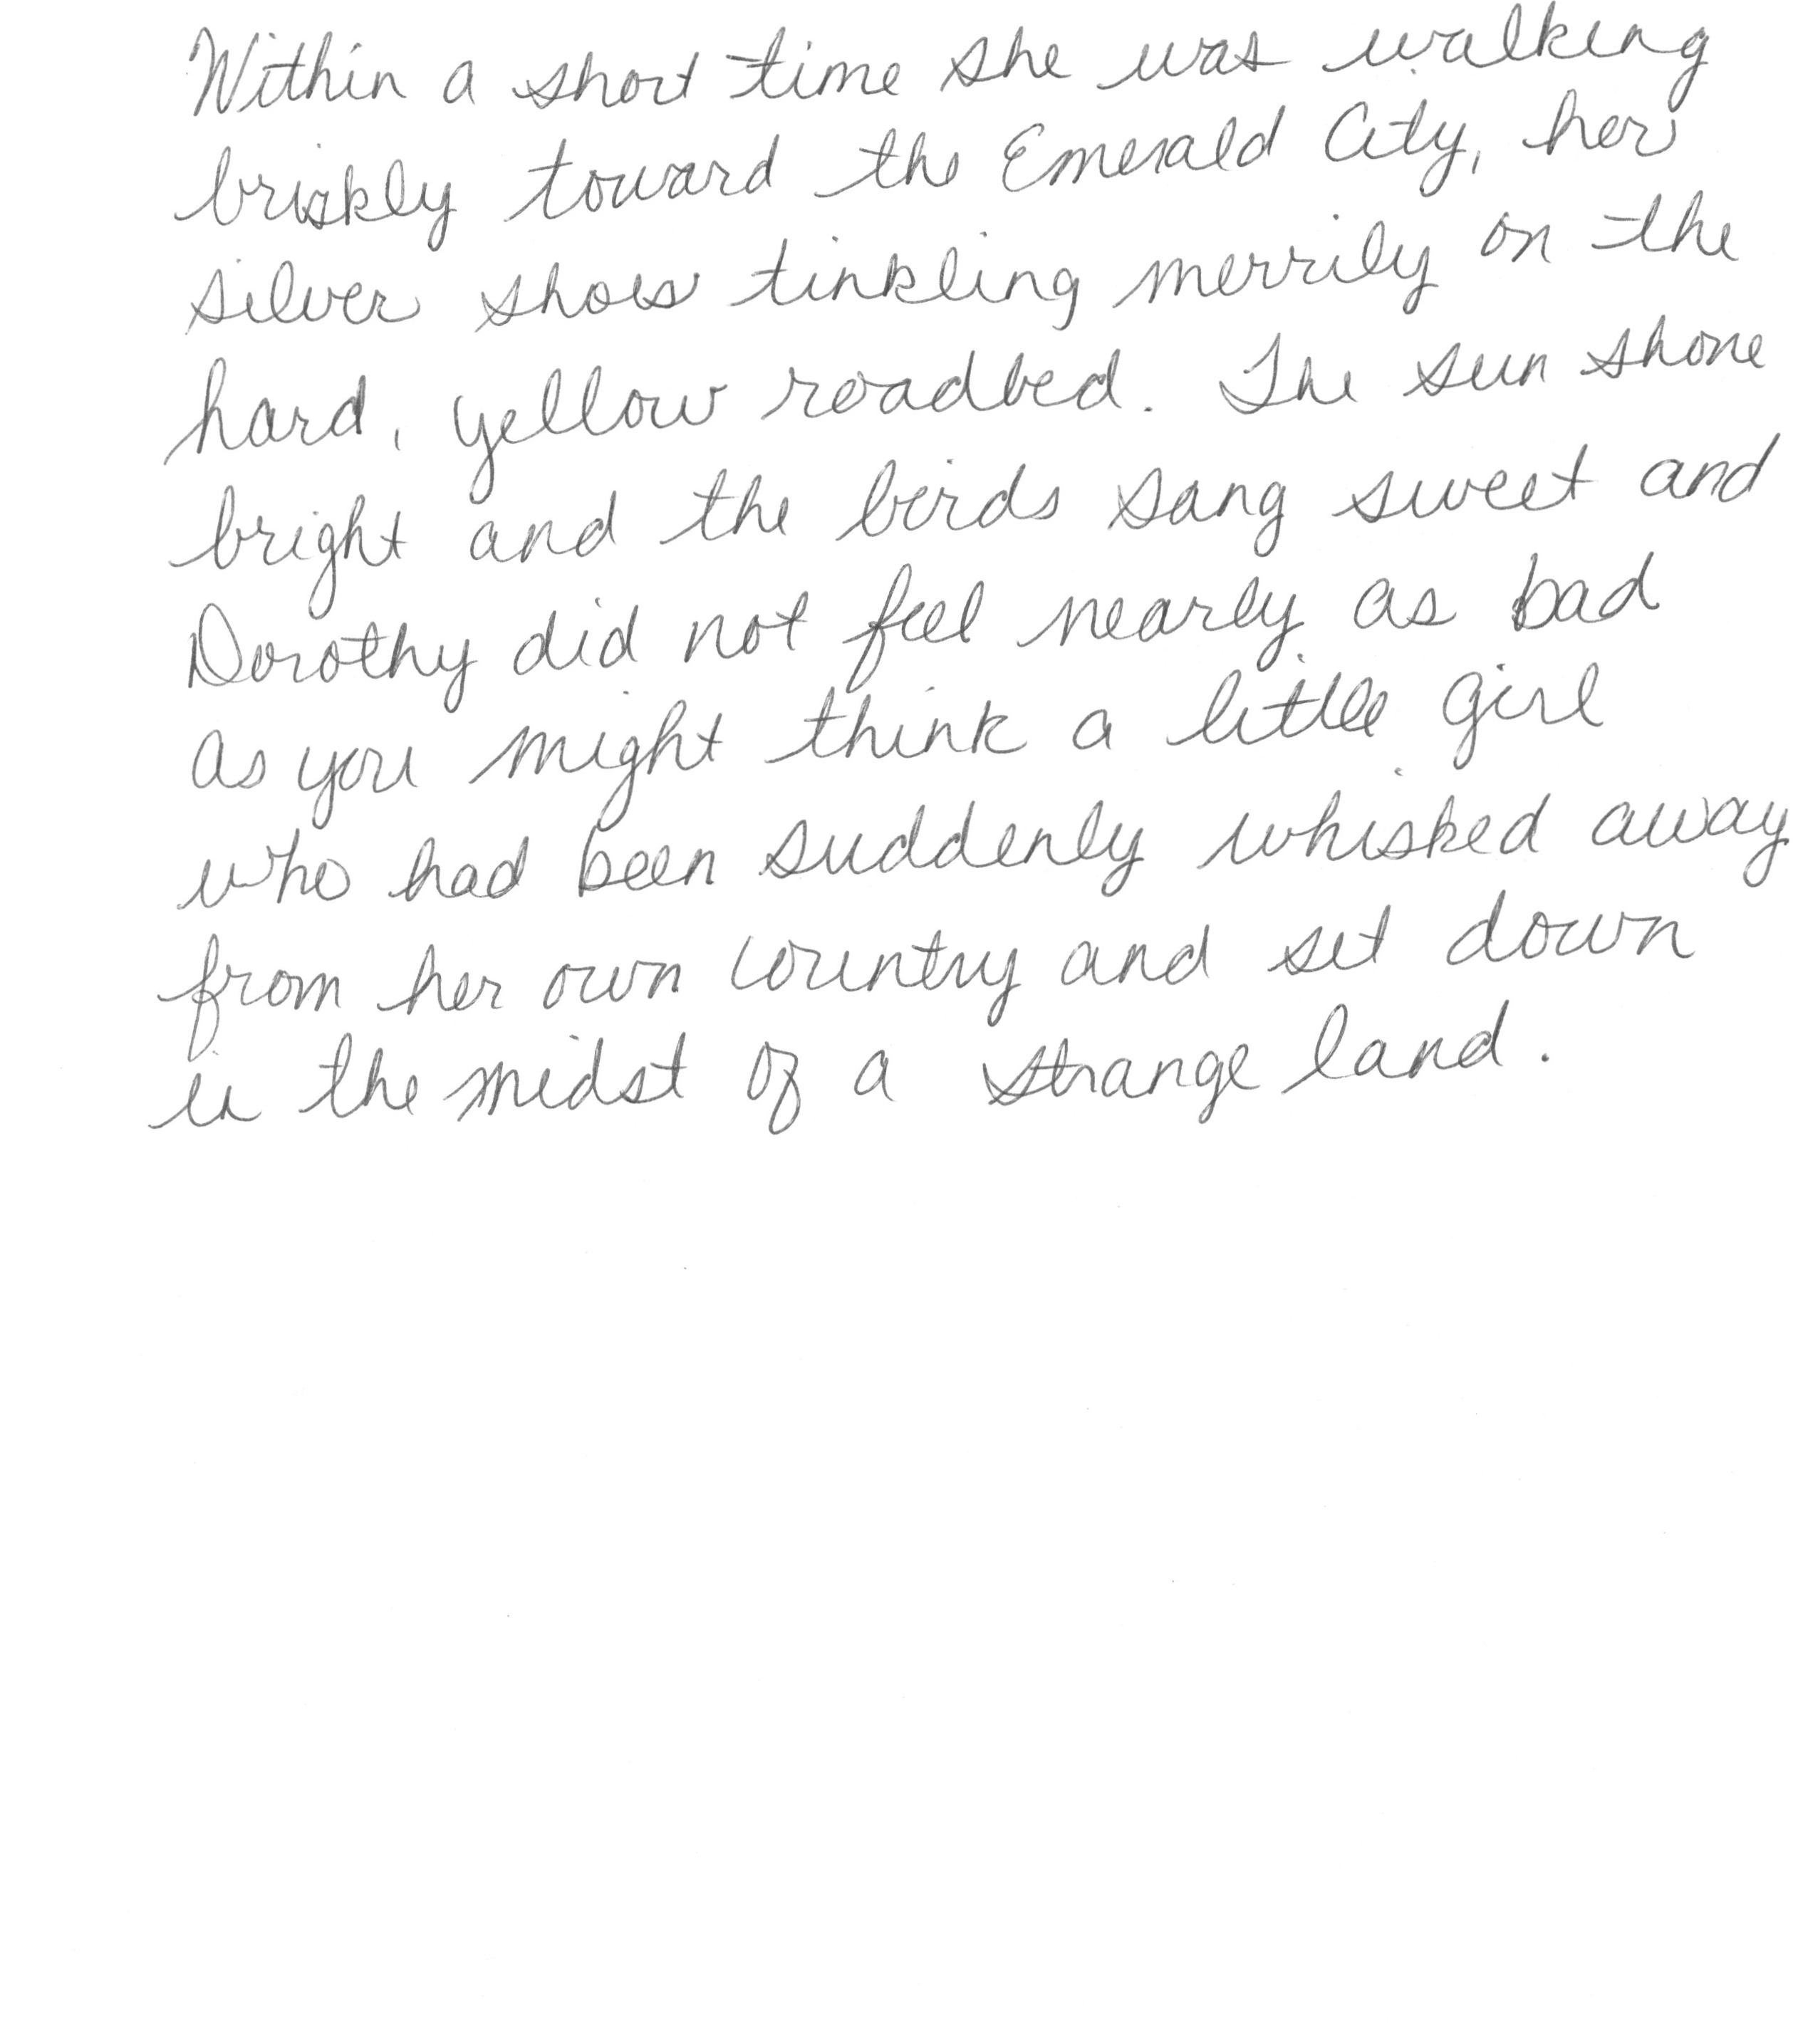 Within a short time she was walking
briskly toward the Emerald City, her
silver shoes tinkling merrily on the
hard, yellow roadbed. The sun shone
bright and the birds sang sweet and
Dorothy did not feel nearly as bad
as you might think a little girl
who had been suddenly whisked away
from her own country and set down
in the midst of a strange land.